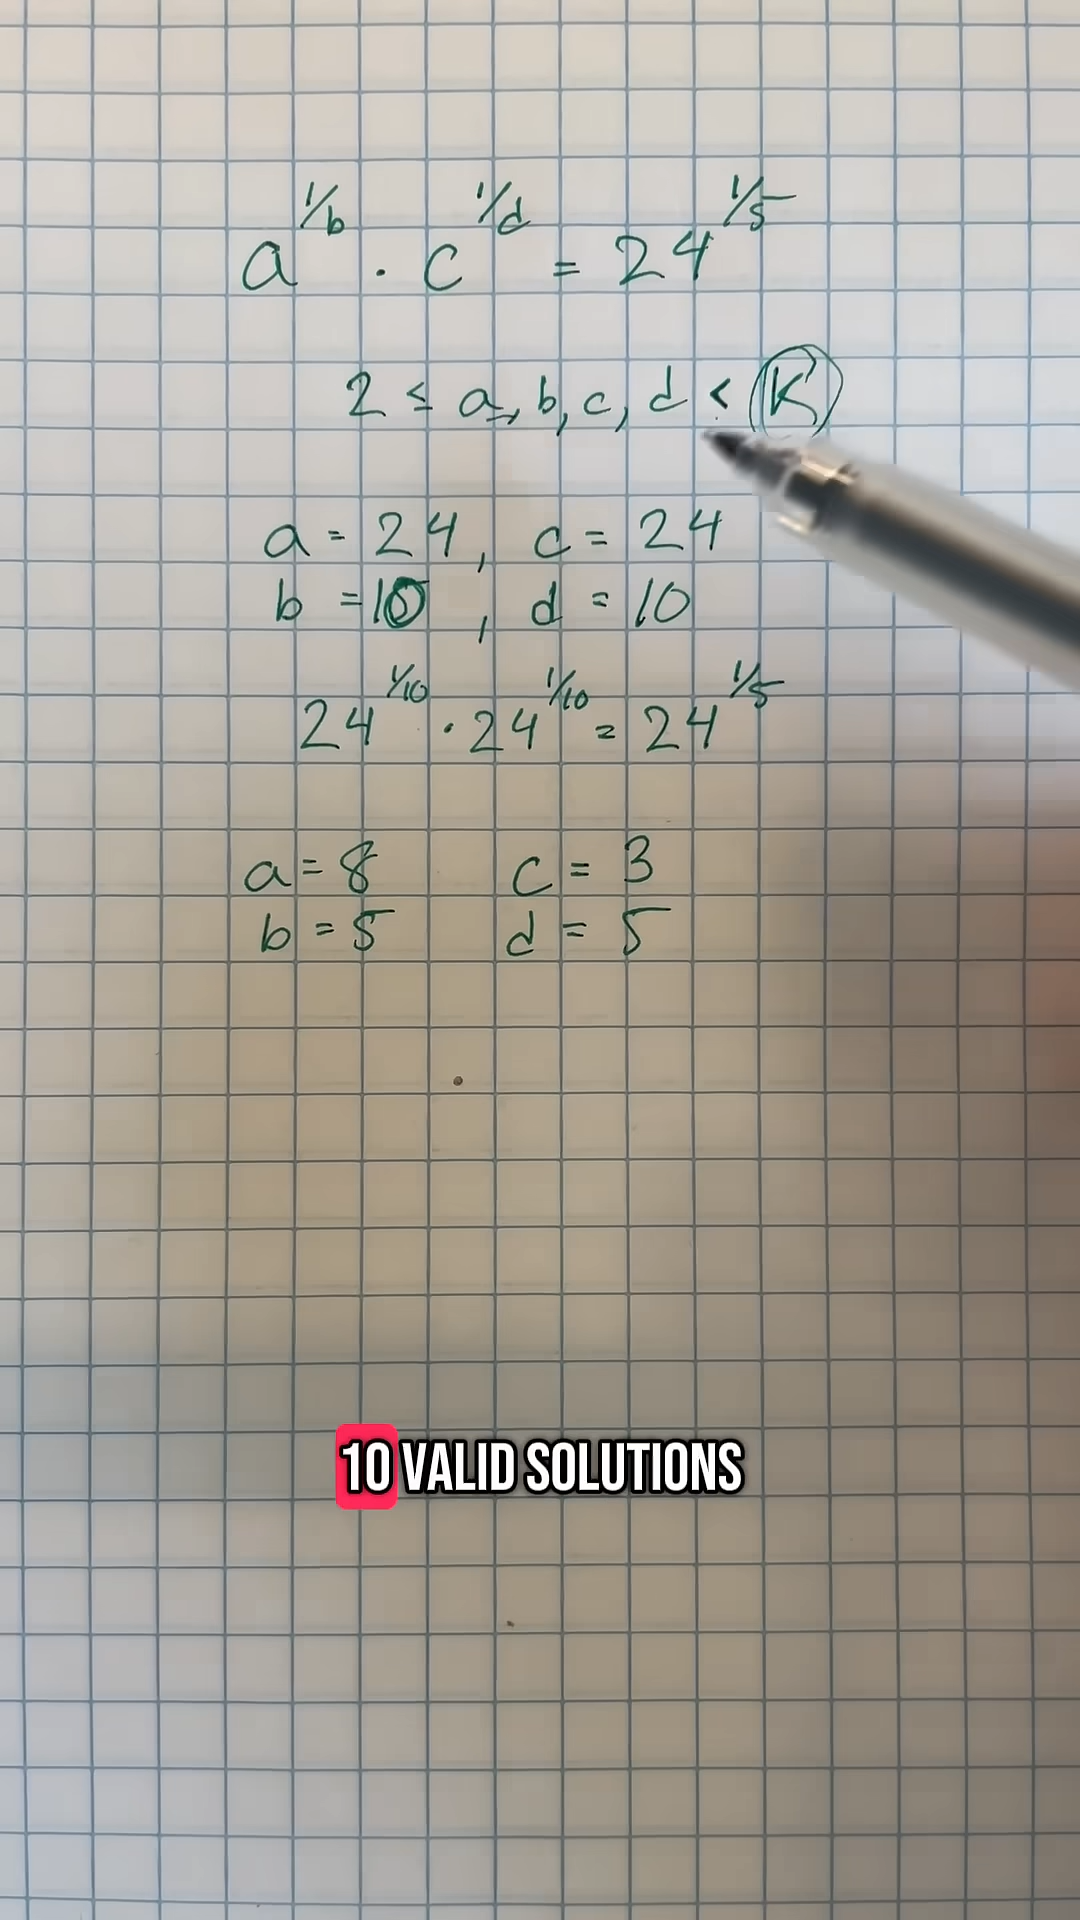 a^1/b · c^1/d = 24^1/5
2 ≤ a, b, c, d < K
a = 24, c = 24
b = 10, d = 10
24^1/10 · 24^1/10 = 24^1/5
a = 8 c = 3
b = 5 d = 5
10 VALID SOLUTIONS